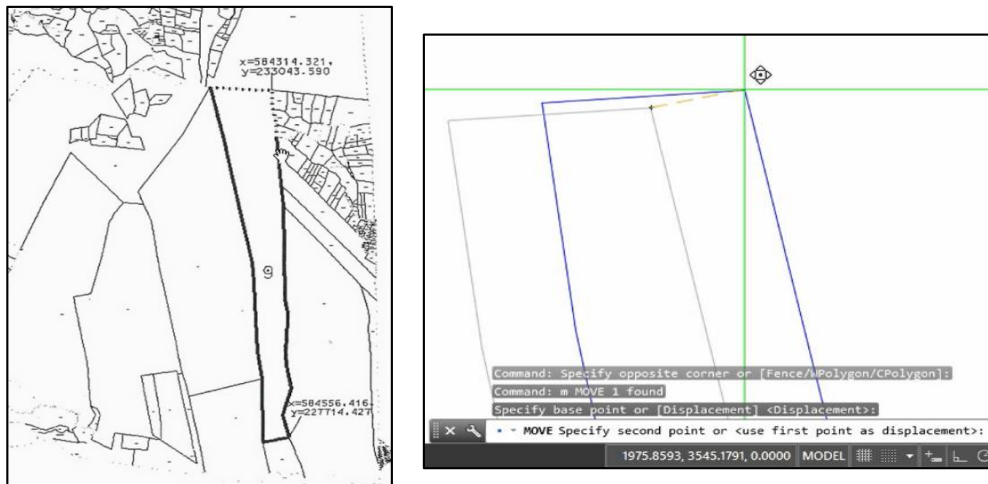 x=584314.321,
y=233043.590
x=584556.416
y=227714.427
Command: Specify opposite corner or [Fence/WPolygon/CPolygon]:
Command: m MOVE 1 found
Specify base point or [Displacement] <Displacement>:
MOVE Specify second point or <use first point as displacement>:
1975.8593, 3545.1791, 0.0000 MODEL